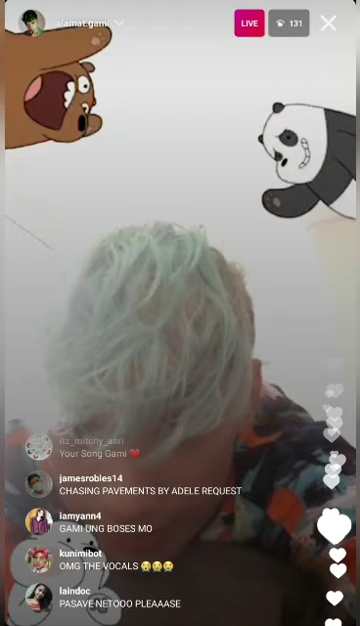 alamat.gami
LIVE
131
itz_mitchy_aeri
Your Song Gami ❤️
jamesrobles14
CHASING PAVEMENTS BY ADELE REQUEST
iamyann4
GAMI UNG BOSES MO
kunimibot
OMG THE VOCALS 😭😭😭
laindoc
PASAVE NETOOO PLEAAASE